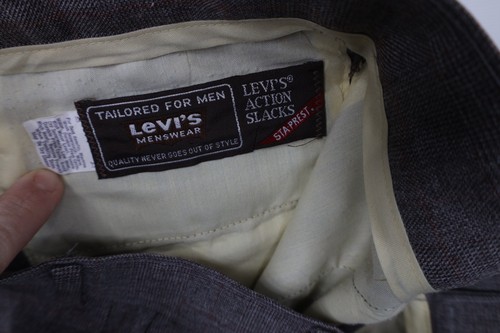 TAILORED FOR MEN
Levi's
MENSWEAR
QUALITY NEVER GOES OUT OF STYLE
LEVI'S®
ACTION
SLACKS
STA PREST.